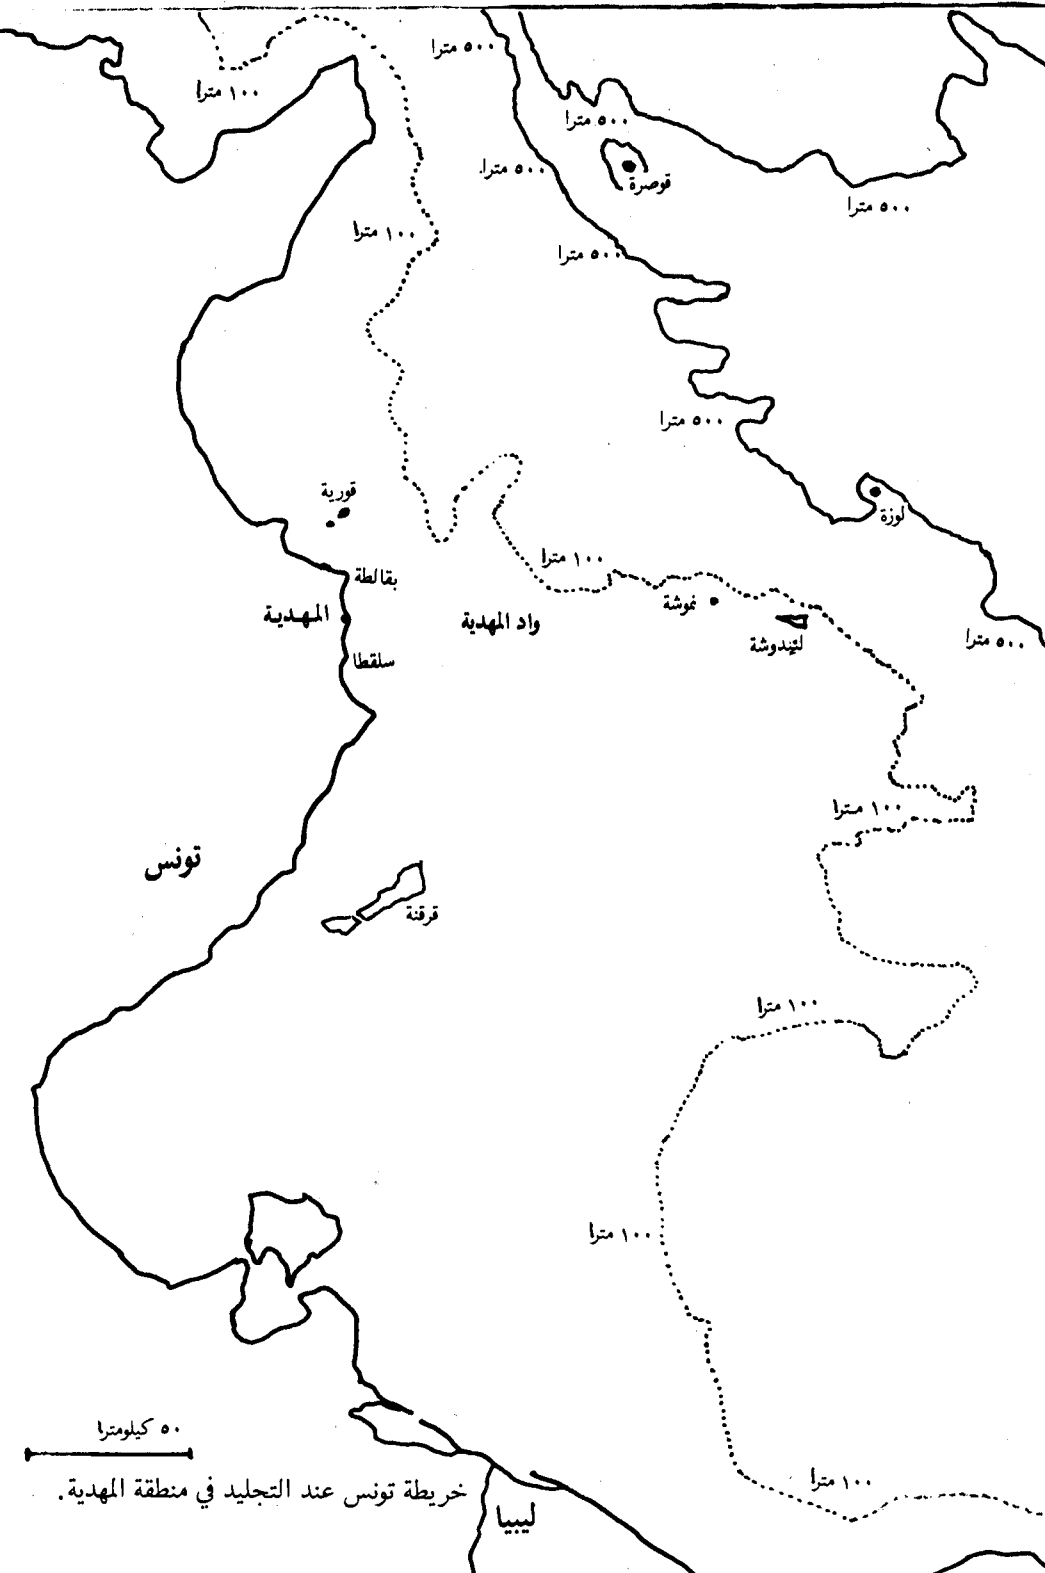 ٥٠٠ مترا
١٠٠ مترا
٥٠٠ مترا
٥٠٠ مترا
قوصرة
٥٠٠ مترا
١٠٠ مترا
٥٠٠ مترا
٥٠٠ مترا
قورية
لوزة
١٠٠ مترا
بقالطة
نموشة
المهدية
واد المهدية
٥٠٠ مترا
لنيدوشة
سلقطا
١٠٠ مترا
تونس
قرقنة
١٠٠ مترا
١٠٠ مترا
٥٠ كيلومترا
١٠٠ مترا
خريطة تونس عند التجليد في منطقة المهدية.
ليبيا